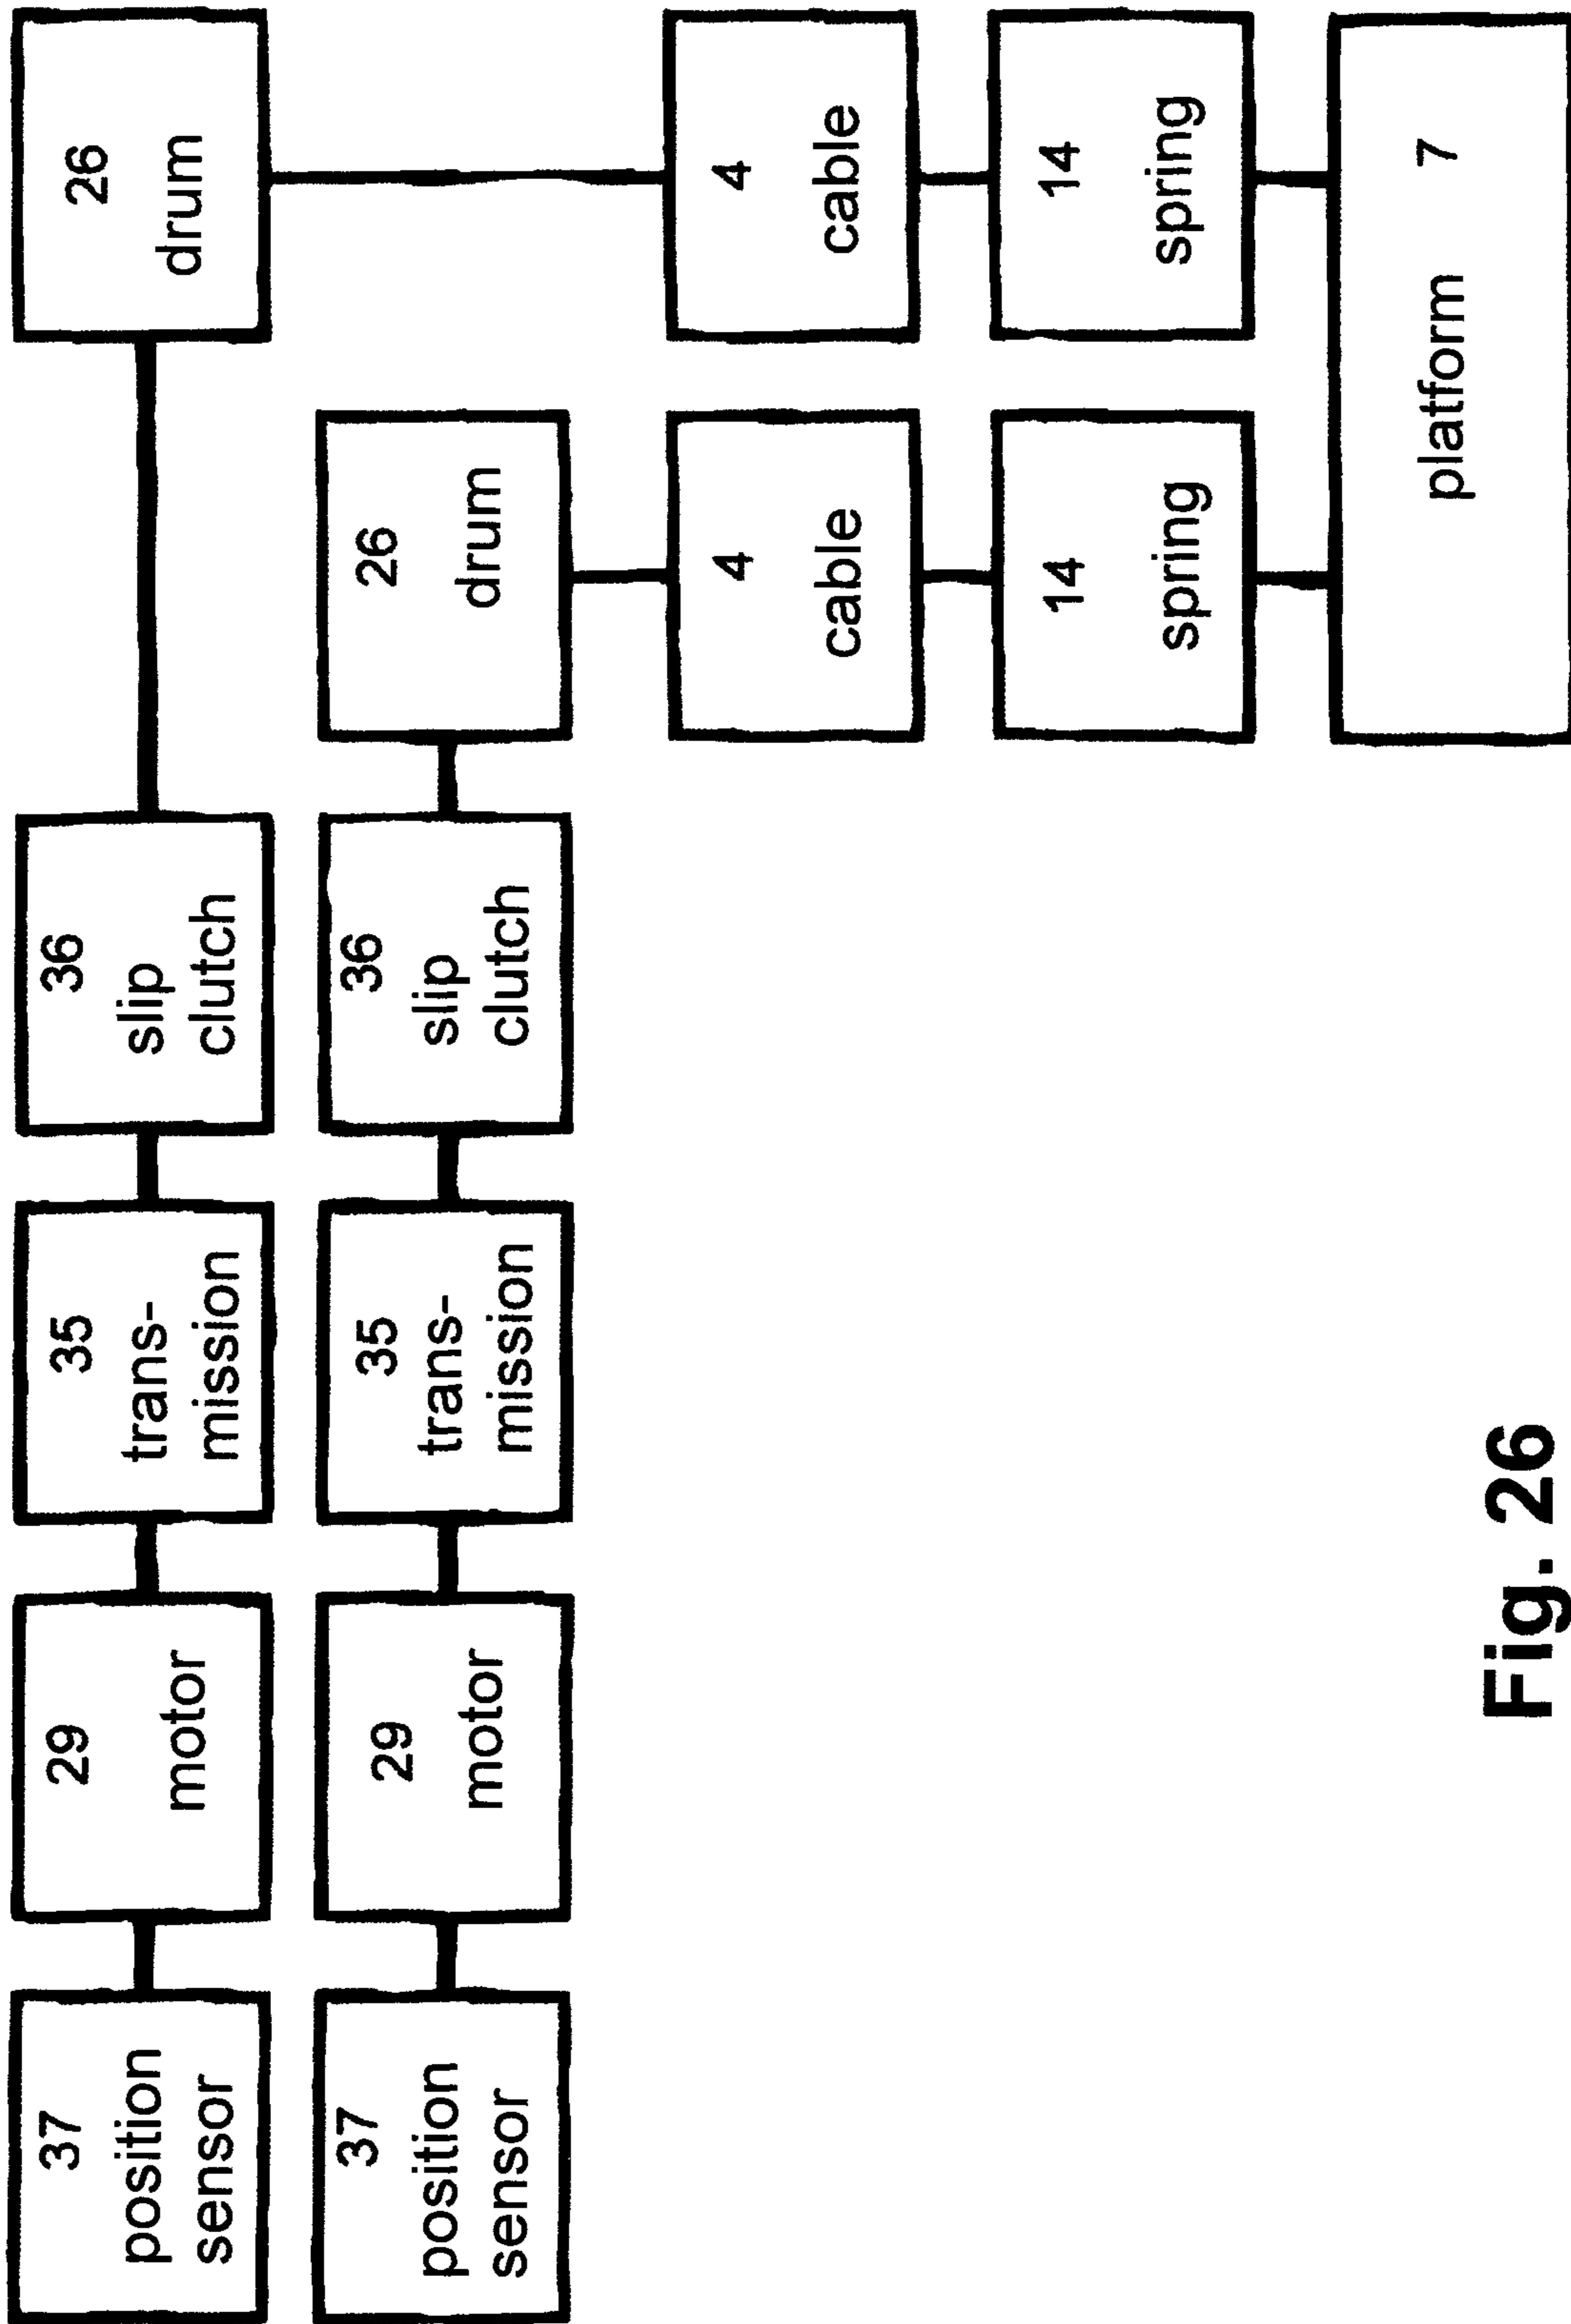 37
position
sensor
29
motor
35
trans-
mission
36
slip
clutch
26
drum
37
position
sensor
29
motor
35
trans-
mission
36
slip
clutch
26
drum
4
cable
4
cable
14
spring
14
spring
platform 7
Fig. 26